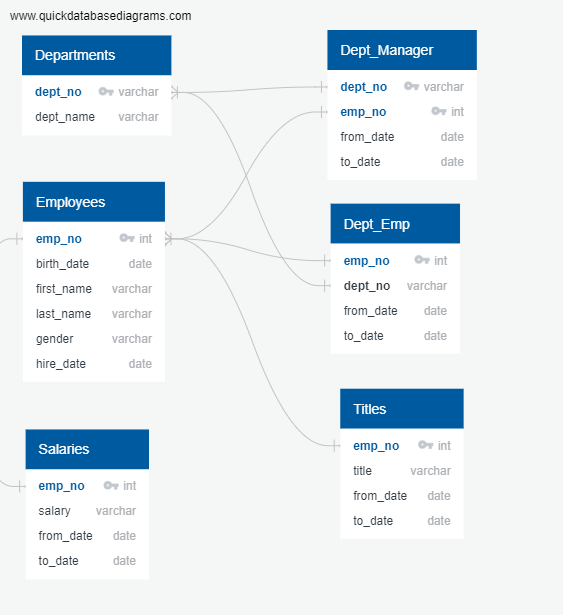 www.quickdatabasediagrams.com
Departments
dept_no varchar
dept_name varchar
Employees
emp_no int
birth_date date
first_name varchar
last_name varchar
gender varchar
hire_date date
Salaries
emp_no int
salary varchar
from_date date
to_date date
Dept_Manager
dept_no varchar
emp_no int
from_date date
to_date date
Dept_Emp
emp_no int
dept_no varchar
from_date date
to_date date
Titles
emp_no int
title varchar
from_date date
to_date date